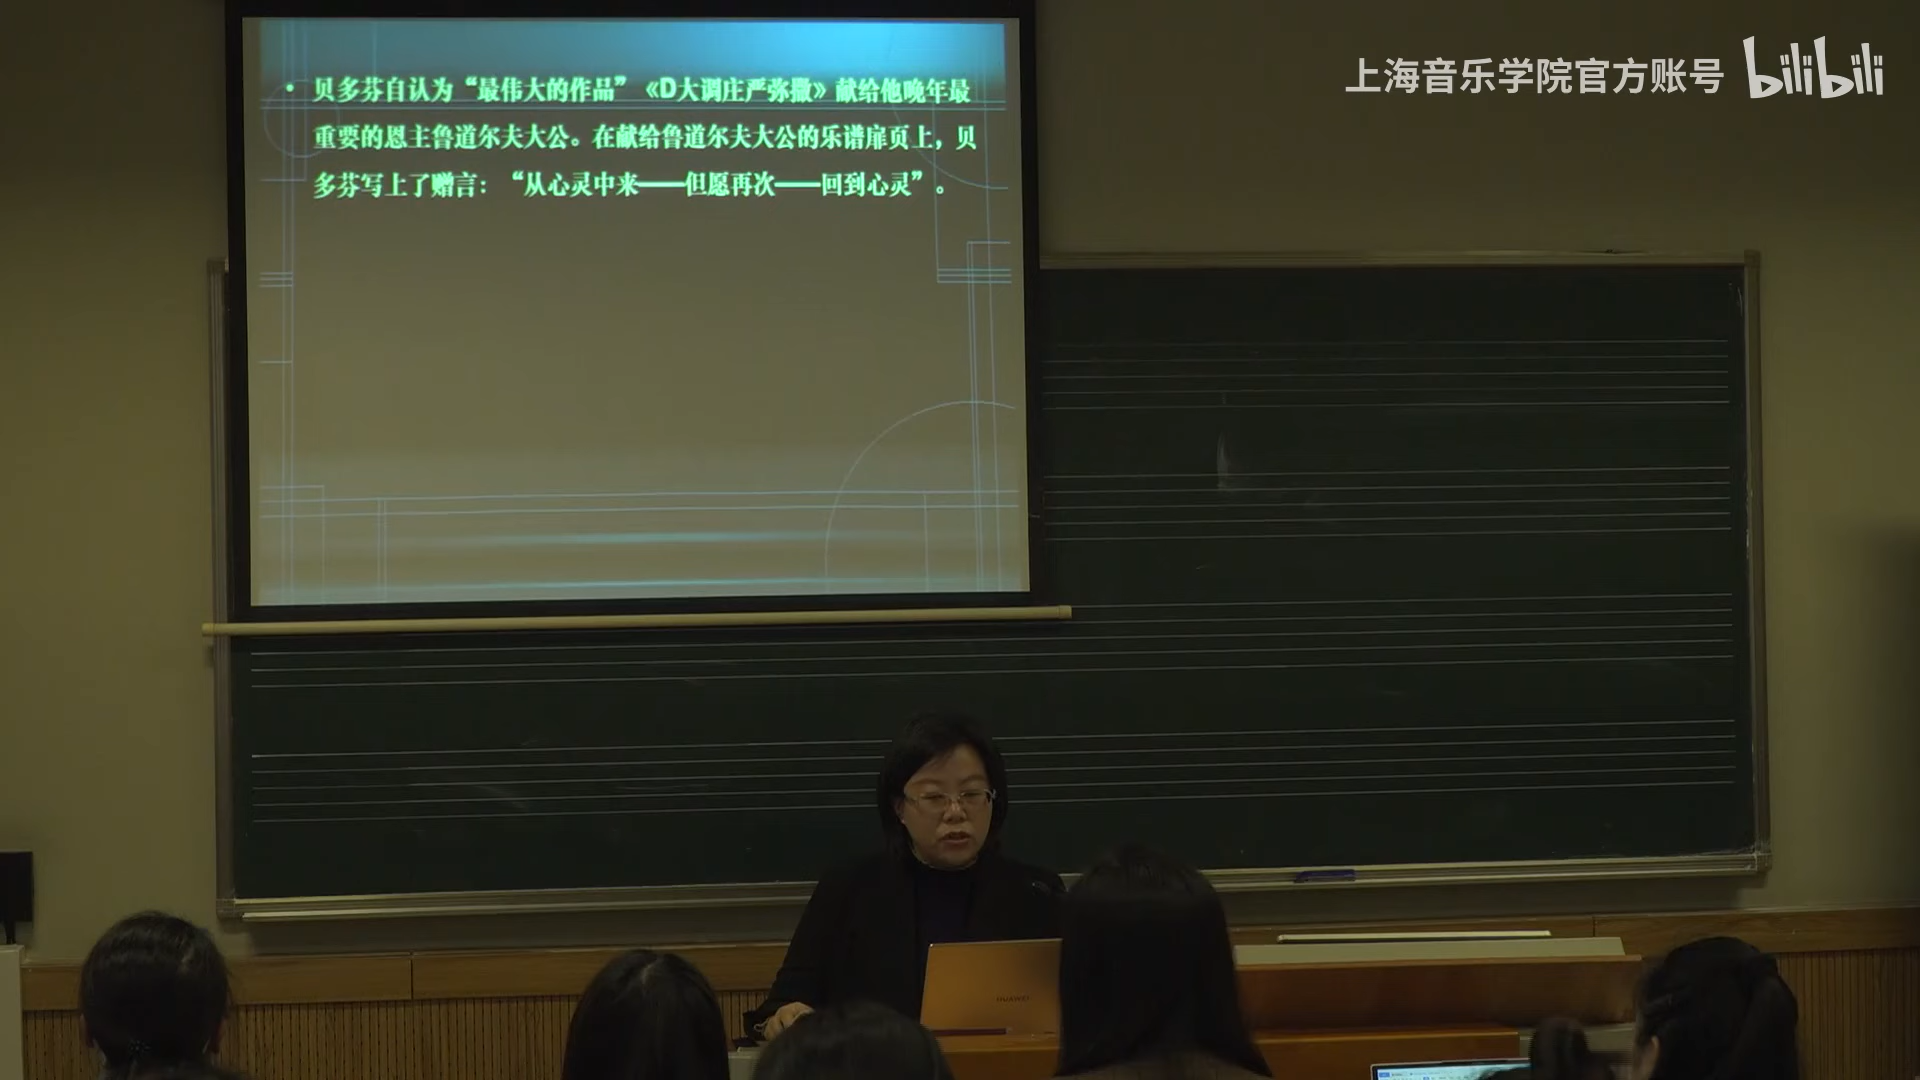 上海音乐学院官方账号 bilibili
• 贝多芬自认为“最伟大的作品”《D大调庄严弥撒》献给他晚年最
重要的恩主鲁道尔夫大公。在献给鲁道尔夫大公的乐谱扉页上，贝
多芬写上了赠言：“从心灵中来——但愿再次——回到心灵”。
HUAWEI